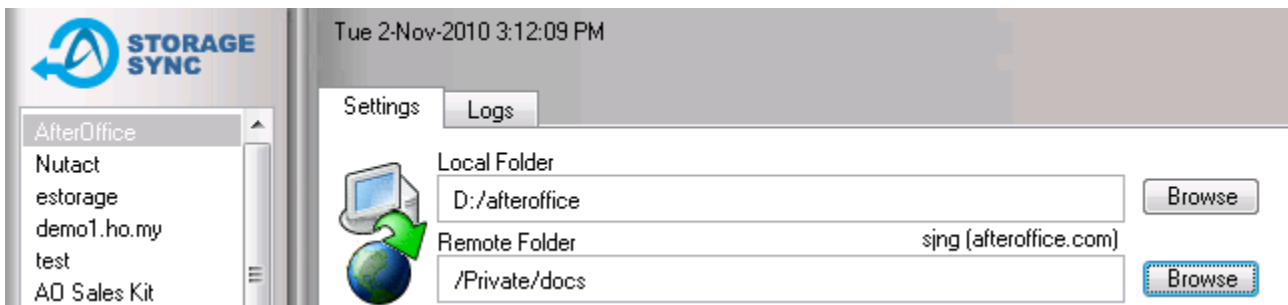 STORAGE
SYNC
Tue 2-Nov-2010 3:12:09 PM
Settings
Logs
AfterOffice
Nutact
estorage
demo1.ho.my
test
AO Sales Kit
Local Folder
D:/afteroffice
Browse
Remote Folder
sjng (afteroffice.com)
/Private/docs
Browse